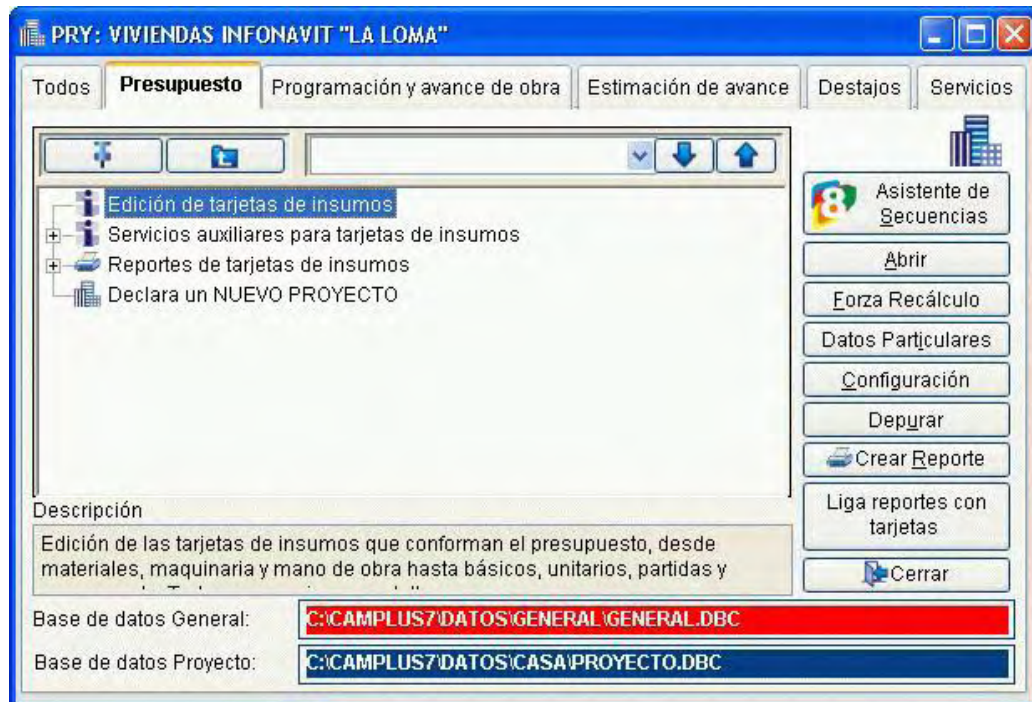 PRY: VIVIENDAS INFONAVIT "LA LOMA"
Todos Presupuesto Programación y avance de obra Estimación de avance Destajos Servicios
Edición de tarjetas de insumos
Servicios auxiliares para tarjetas de insumos
Reportes de tarjetas de insumos
Declara un NUEVO PROYECTO
8 Asistente de
Secuencias
Abrir
Forza Recálculo
Datos Particulares
Configuración
Depurar
Crear Reporte
Liga reportes con
tarjetas
Cerrar
Descripción
Edición de las tarjetas de insumos que conforman el presupuesto, desde
materiales, maquinaria y mano de obra hasta básicos, unitarios, partidas y
Base de datos General: C:\CAMPLUS7\DATOS\GENERAL\GENERAL.DBC
Base de datos Proyecto: C:\CAMPLUS7\DATOS\CASA\PROYECTO.DBC